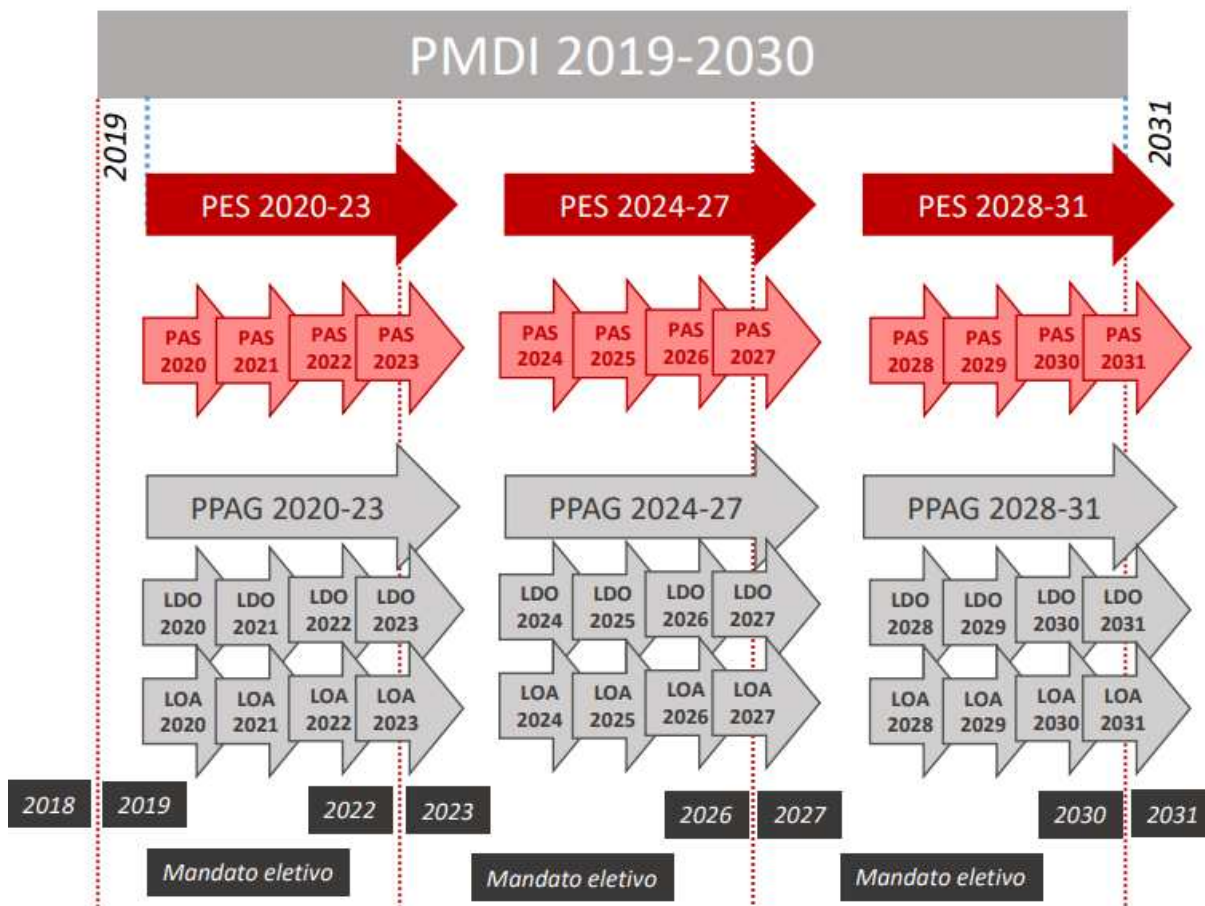 PMDI 2019-2030
2019
2031
PES 2020-23
PES 2024-27
PES 2028-31
PAS 2020
PAS 2021
PAS 2022
PAS 2023
PAS 2024
PAS 2025
PAS 2026
PAS 2027
PAS 2028
PAS 2029
PAS 2030
PAS 2031
PPAG 2020-23
PPAG 2024-27
PPAG 2028-31
LDO 2020
LDO 2021
LDO 2022
LDO 2023
LDO 2024
LDO 2025
LDO 2026
LDO 2027
LDO 2028
LDO 2029
LDO 2030
LDO 2031
LOA 2020
LOA 2021
LOA 2022
LOA 2023
LOA 2024
LOA 2025
LOA 2026
LOA 2027
LOA 2028
LOA 2029
LOA 2030
LOA 2031
2018
2019
2022
2023
2026
2027
2030
2031
Mandato eletivo
Mandato eletivo
Mandato eletivo